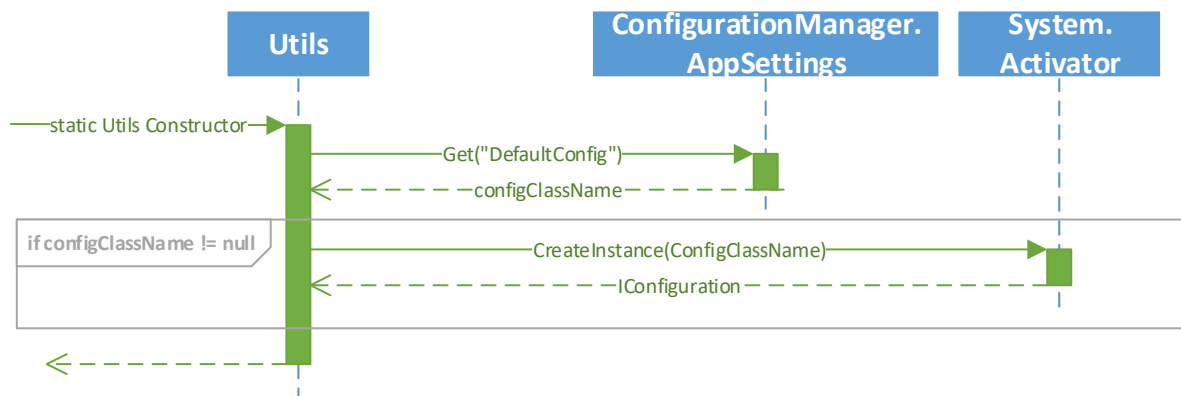 Utils
ConfigurationManager.
AppSettings
System.
Activator
static Utils Constructor
Get("DefaultConfig")
configClassName
if configClassName != null
CreateInstance(ConfigClassName)
IConfiguration